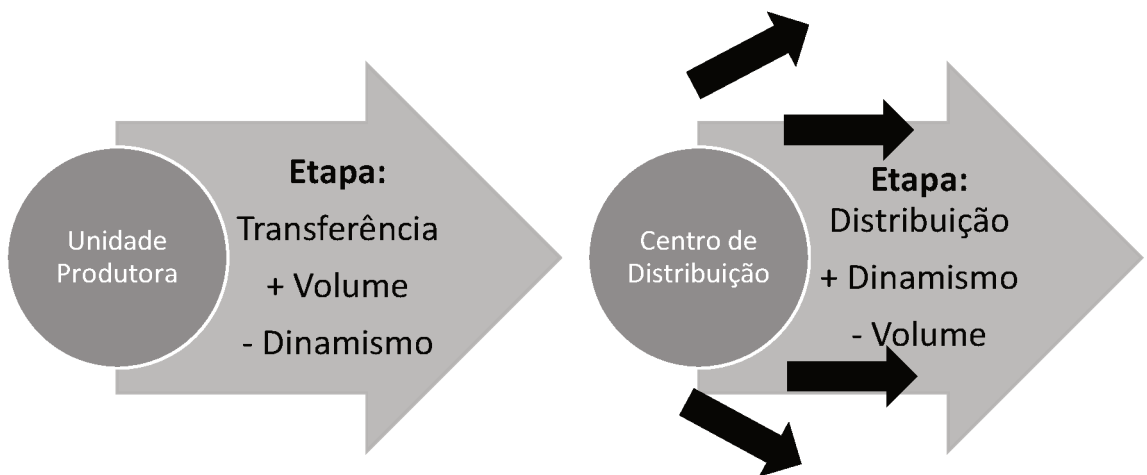 Unidade
Produtora
Etapa:
Transferência
+ Volume
- Dinamismo
Centro de
Distribuição
Etapa:
Distribuição
+ Dinamismo
- Volume